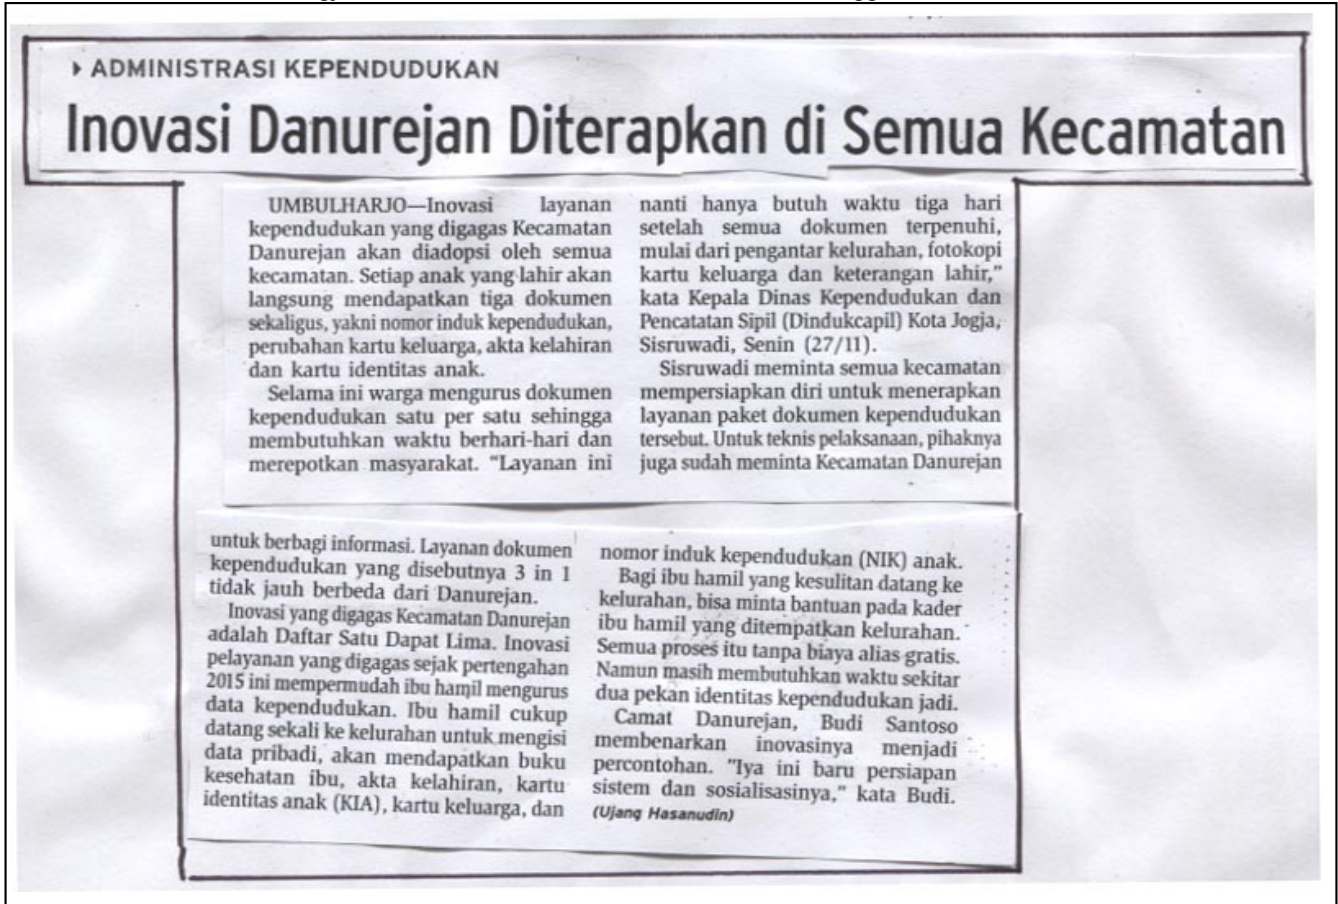 ADMINISTRASI KEPENDUDUKAN
Inovasi Danurejan Diterapkan di Semua Kecamatan
UMBULHARJO—Inovasi layanan
kependudukan yang digagas Kecamatan
Danurejan akan diadopsi oleh semua
kecamatan. Setiap anak yang lahir akan
langsung mendapatkan tiga dokumen
sekaligus, yakni nomor induk kependudukan,
perubahan kartu keluarga, akta kelahiran
dan kartu identitas anak.
Selama ini warga mengurus dokumen
kependudukan satu per satu sehingga
membutuhkan waktu berhari-hari dan
merepotkan masyarakat. “Layanan ini
nanti hanya butuh waktu tiga hari
setelah semua dokumen terpenuhi,
mulai dari pengantar kelurahan, fotokopi
kartu keluarga dan keterangan lahir,”
kata Kepala Dinas Kependudukan dan
Pencatatan Sipil (Dindukcapil) Kota Jogja,
Sisruwadi, Senin (27/11).
Sisruwadi meminta semua kecamatan
mempersiapkan diri untuk menerapkan
layanan paket dokumen kependudukan
tersebut. Untuk teknis pelaksanaan, pihaknya
juga sudah meminta Kecamatan Danurejan
untuk berbagi informasi. Layanan dokumen
kependudukan yang disebutnya 3 in 1
tidak jauh berbeda dari Danurejan.
Inovasi yang digagas Kecamatan Danurejan
adalah Daftar Satu Dapat Lima. Inovasi
pelayanan yang digagas sejak pertengahan
2015 ini mempermudah ibu hamil mengurus
data kependudukan. Ibu hamil cukup
datang sekali ke kelurahan untuk mengisi
data pribadi, akan mendapatkan buku
kesehatan ibu, akta kelahiran, kartu
identitas anak (KIA), kartu keluarga, dan
nomor induk kependudukan (NIK) anak.
Bagi ibu hamil yang kesulitan datang ke
kelurahan, bisa minta bantuan pada kader
ibu hamil yang ditempatkan kelurahan.
Semua proses itu tanpa biaya alias gratis.
Namun masih membutuhkan waktu sekitar
dua pekan identitas kependudukan jadi.
Camat Danurejan, Budi Santoso
membenarkan inovasinya menjadi
percontohan. ”Iya ini baru persiapan
sistem dan sosialisasinya,” kata Budi.
(Ujang Hasanudin)